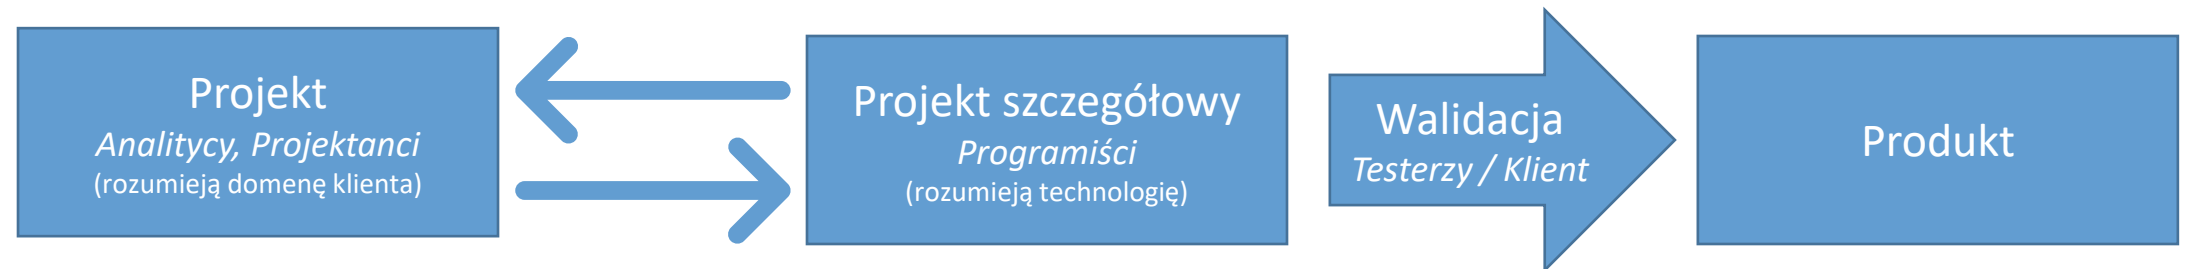 Projekt
Analitycy, Projektanci
(rozumieją domenę klienta)
Projekt szczegółowy
Programiści
(rozumieją technologię)
Walidacja
Testerzy / Klient
Produkt